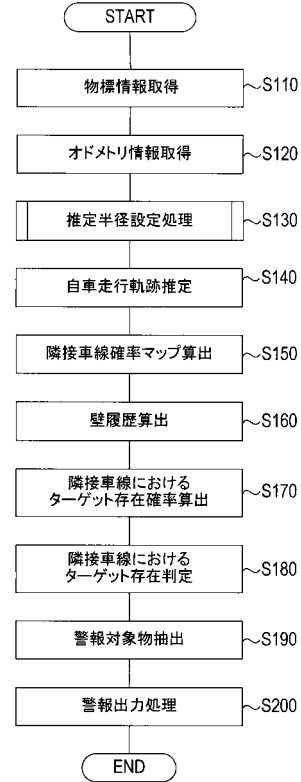 START
物標情報取得
S110
オドメトリ情報取得
S120
推定半径設定処理
S130
自車走行軌跡推定
S140
隣接車線確率マップ算出
S150
壁履歴算出
S160
隣接車線における
ターゲット存在確率算出
S170
隣接車線における
ターゲット存在判定
S180
警報対象物抽出
S190
警報出力処理
S200
END